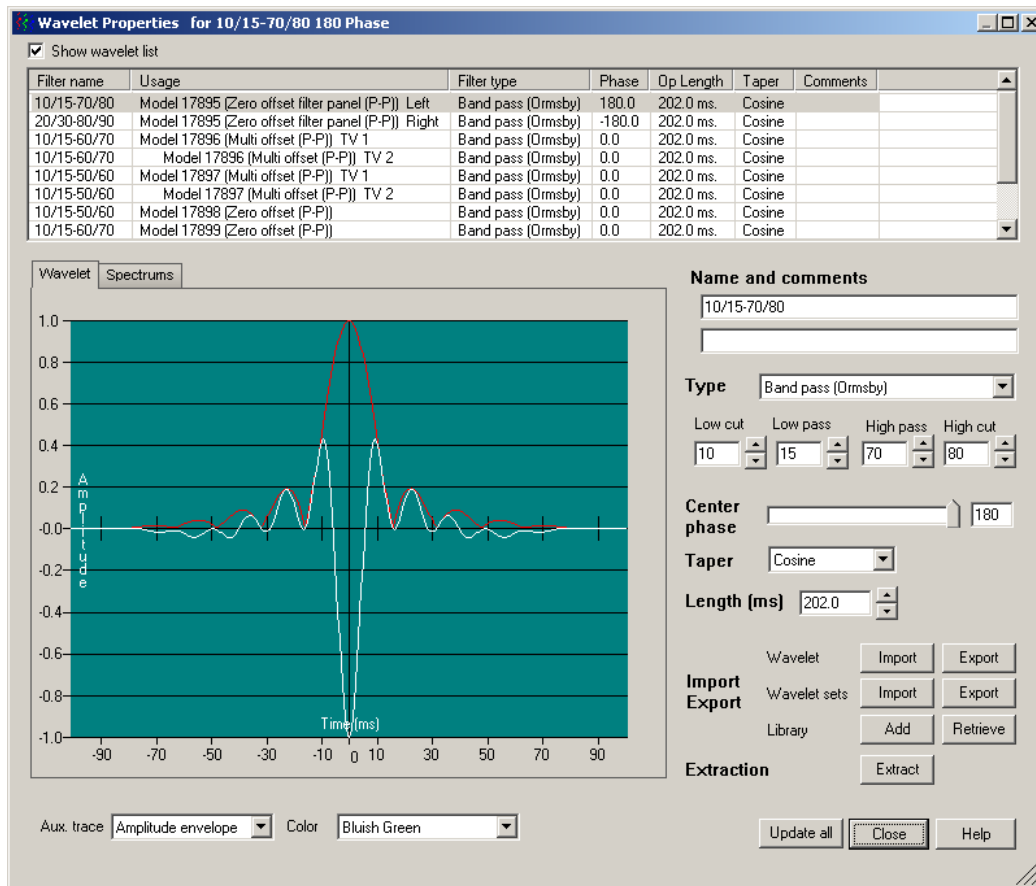 Wavelet Properties for 10/15-70/80 180 Phase
Show wavelet list
Filter name Usage Filter type Phase Op Length Taper Comments
10/15-70/80 Model 17895 (Zero offset filter panel (P-P)) Left Band pass (Ormsby) 180.0 202.0 ms. Cosine
20/30-80/90 Model 17895 (Zero offset filter panel (P-P)) Right Band pass (Ormsby) -180.0 202.0 ms. Cosine
10/15-60/70 Model 17896 (Multi offset (P-P)) TV 1 Band pass (Ormsby) 0.0 202.0 ms. Cosine
10/15-60/70 Model 17896 (Multi offset (P-P)) TV 2 Band pass (Ormsby) 0.0 202.0 ms. Cosine
10/15-50/60 Model 17897 (Multi offset (P-P)) TV 1 Band pass (Ormsby) 0.0 202.0 ms. Cosine
10/15-50/60 Model 17897 (Multi offset (P-P)) TV 2 Band pass (Ormsby) 0.0 202.0 ms. Cosine
10/15-50/60 Model 17898 (Zero offset (P-P)) Band pass (Ormsby) 0.0 202.0 ms. Cosine
10/15-60/70 Model 17899 (Zero offset (P-P)) Band pass (Ormsby) 0.0 202.0 ms. Cosine
Wavelet Spectrums
1.0
0.8
0.6
0.4
0.2
-0.0
-0.2
-0.4
-0.6
-0.8
-1.0
Amplitude
Time (ms)
-90 -70 -50 -30 -10 0 10 30 50 70 90
Name and comments
10/15-70/80
Type Band pass (Ormsby)
Low cut Low pass High pass High cut
10 15 70 80
Center phase 180
Taper Cosine
Length (ms) 202.0
Import Export
Wavelet Import Export
Wavelet sets Import Export
Library Add Retrieve
Extraction Extract
Aux. trace Amplitude envelope Color Bluish Green
Update all Close Help